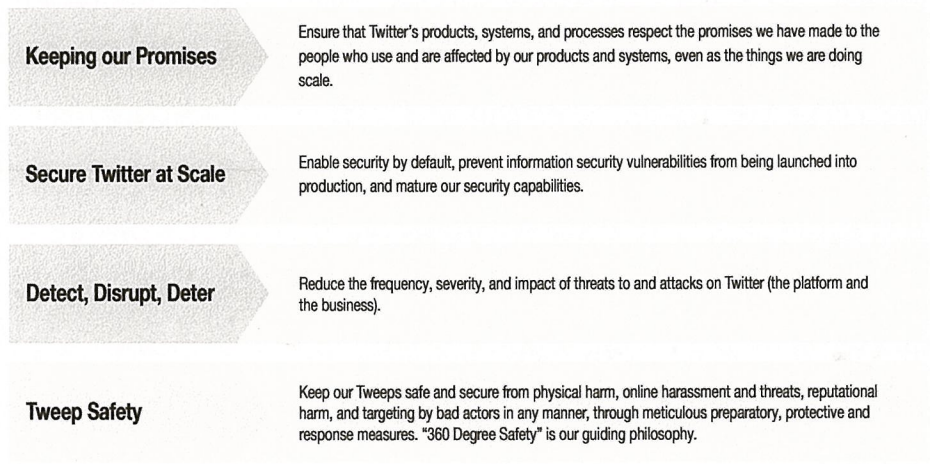 Keeping our Promises
Ensure that Twitter's products, systems, and processes respect the promises we have made to the
people who use and are affected by our products and systems, even as the things we are doing
scale.
Secure Twitter at Scale
Enable security by default, prevent information security vulnerabilities from being launched into
production, and mature our security capabilities.
Detect, Disrupt, Deter
Reduce the frequency, severity, and impact of threats to and attacks on Twitter (the platform and
the business).
Tweep Safety
Keep our Tweeps safe and secure from physical harm, online harassment and threats, reputational
harm, and targeting by bad actors in any manner, through meticulous preparatory, protective and
response measures. "360 Degree Safety" is our guiding philosophy.